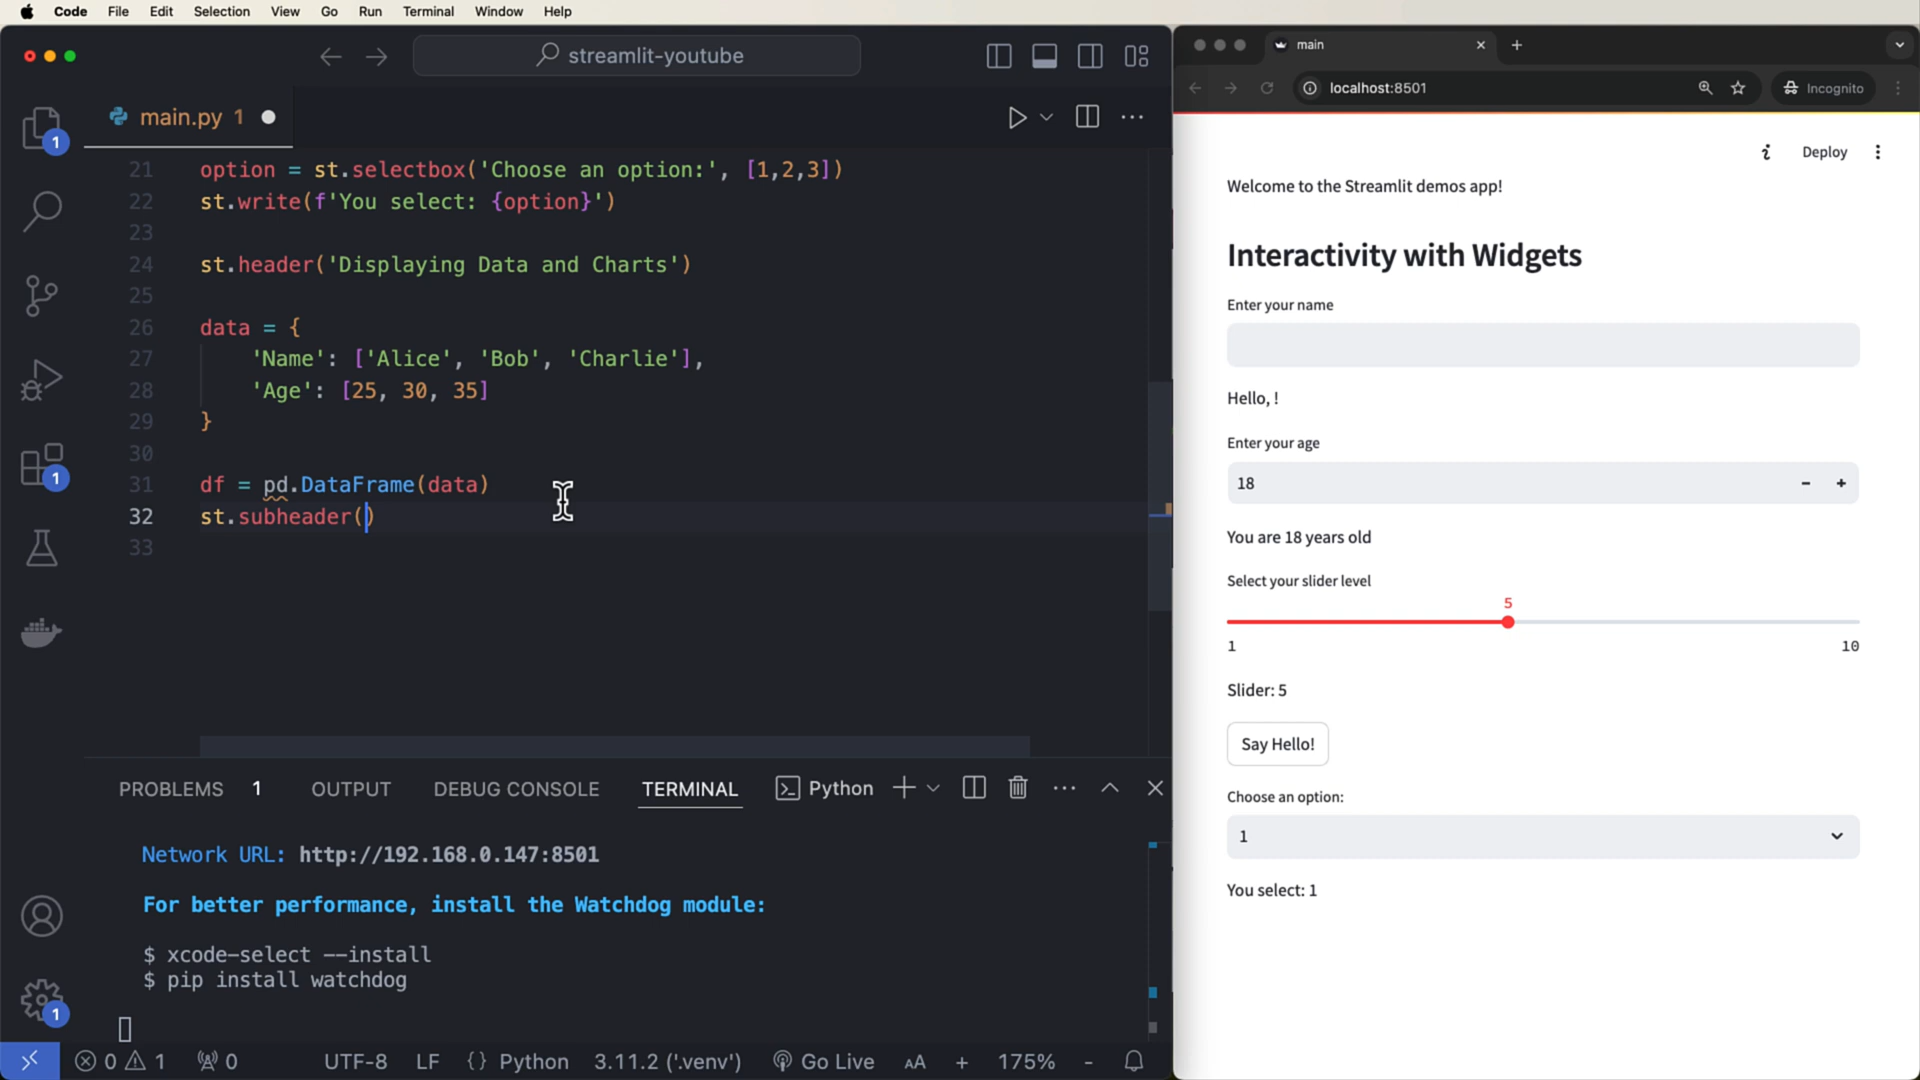 Code File Edit Selection View Go Run Terminal Window Help
streamlit-youtube
main.py 1
21 option = st.selectbox('Choose an option:', [1,2,3])
22 st.write(f'You select: {option}')
23
24 st.header('Displaying Data and Charts')
25
26 data = {
27 'Name': ['Alice', 'Bob', 'Charlie'],
28 'Age': [25, 30, 35]
29 }
30
31 df = pd.DataFrame(data)
32 st.subheader()
33
1
1
1
PROBLEMS 1 OUTPUT DEBUG CONSOLE TERMINAL Python
Network URL: http://192.168.0.147:8501
For better performance, install the Watchdog module:
$ xcode-select --install
$ pip install watchdog
0 1 0 UTF-8 LF {} Python 3.11.2 ('.venv') Go Live AA + 175% -
main
localhost:8501 Incognito
Deploy
Welcome to the Streamlit demos app!
Interactivity with Widgets
Enter your name
Hello, !
Enter your age
18 - +
You are 18 years old
Select your slider level
5
1 10
Slider: 5
Say Hello!
Choose an option:
1
You select: 1